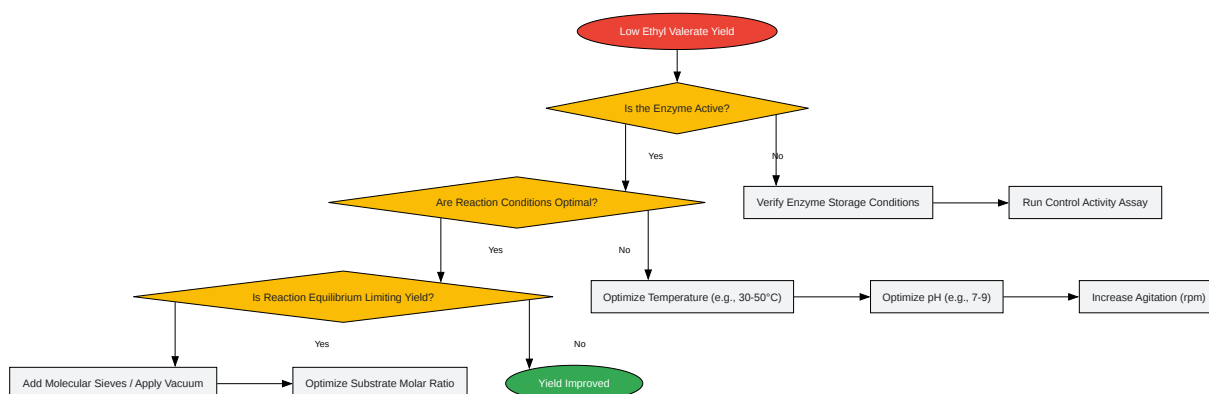 Low Ethyl Valerate Yield
Is the Enzyme Active?
Yes
No
Are Reaction Conditions Optimal?
Verify Enzyme Storage Conditions
Run Control Activity Assay
Yes
No
Is Reaction Equilibrium Limiting Yield?
Optimize Temperature (e.g., 30-50°C)
Optimize pH (e.g., 7-9)
Increase Agitation (rpm)
Yes
No
Add Molecular Sieves / Apply Vacuum
Optimize Substrate Molar Ratio
Yield Improved